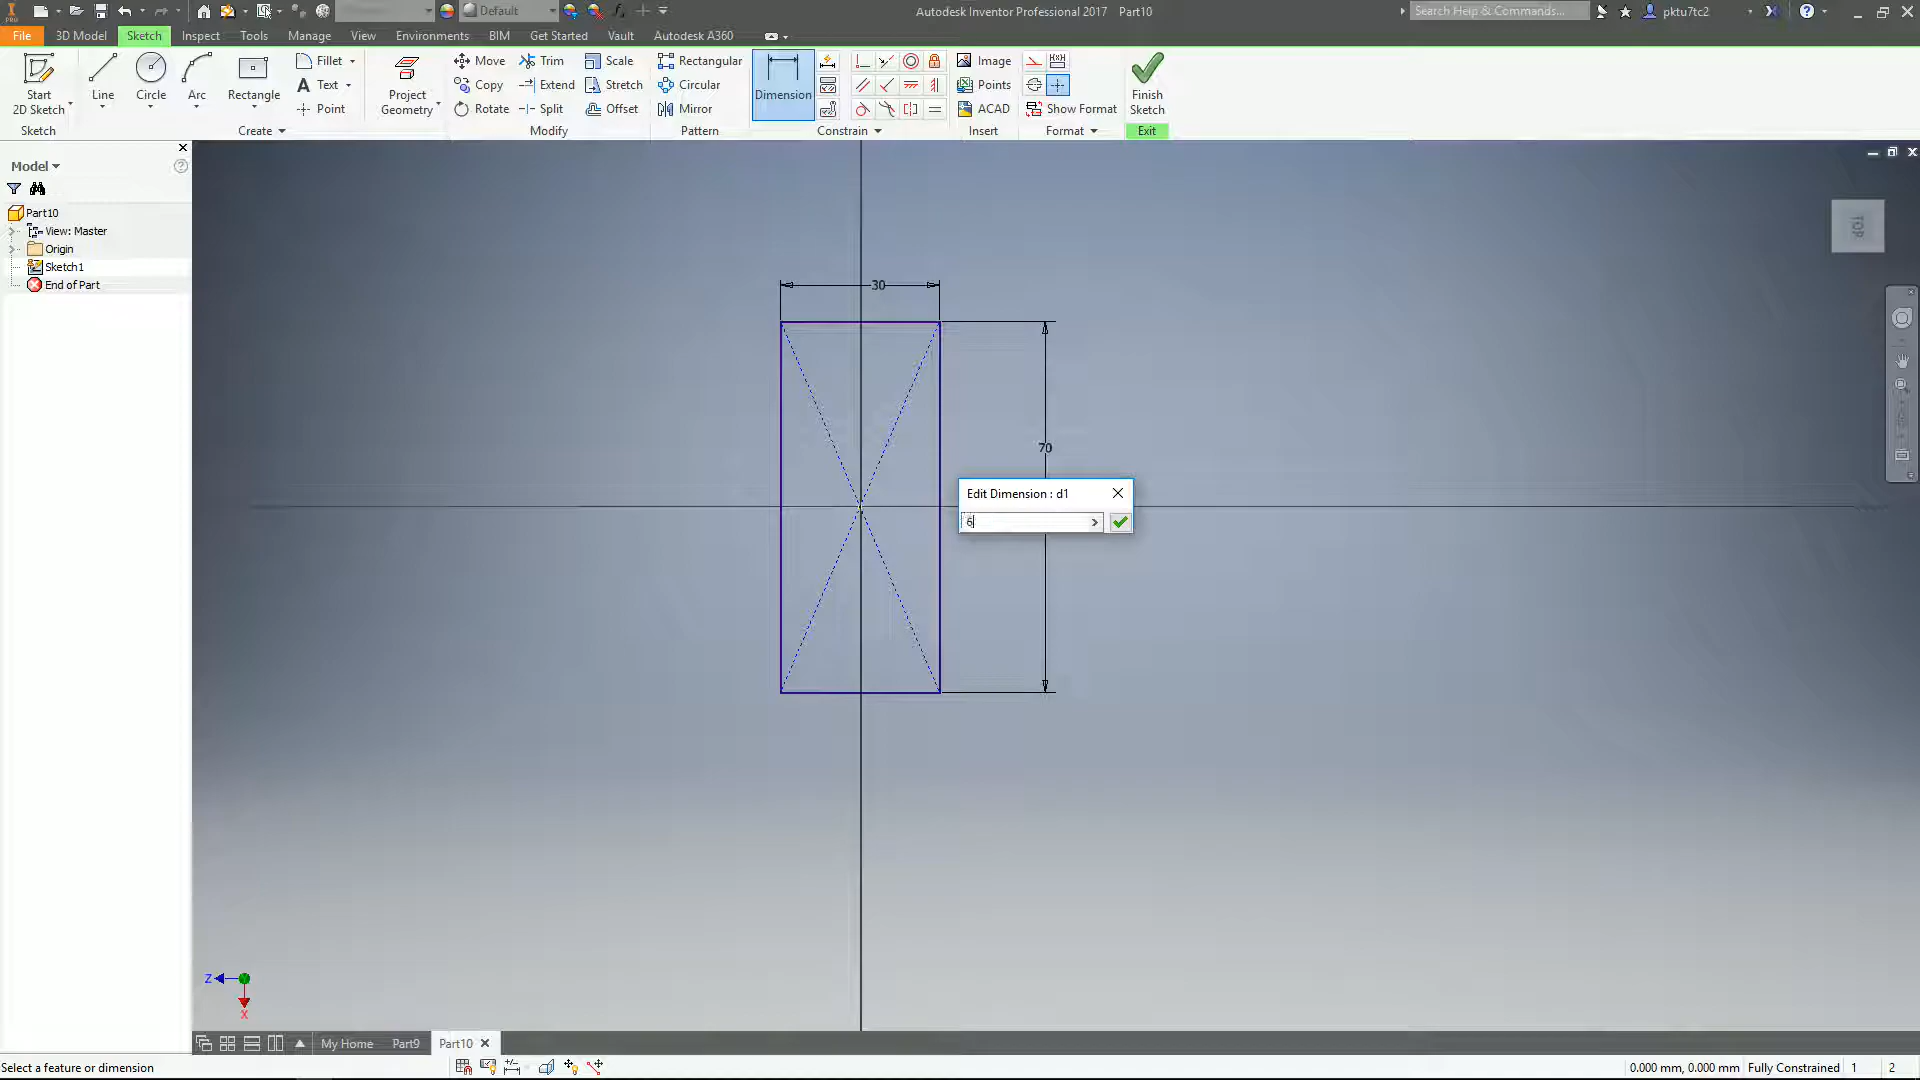 Default
Autodesk Inventor Professional 2017 Part10
Search Help & Commands...
pktu7tc2
PRO
File 3D Model Sketch Inspect Tools Manage View Environments BIM Get Started Vault Autodesk A360
Start 2D Sketch
Line
Circle
Arc
Rectangle
Fillet
Text
Point
Project Geometry
Move
Copy
Rotate
Trim
Extend
Split
Scale
Stretch
Offset
Rectangular
Circular
Mirror
Dimension
Image
Points
ACAD
Show Format
Finish Sketch
Sketch
Create
Modify
Pattern
Constrain
Insert
Format
Exit
Model
Part10
View: Master
Origin
Sketch1
End of Part
TOP
30
70
Edit Dimension : d1
6
Z
X
My Home Part9 Part10
Select a feature or dimension
0.000 mm, 0.000 mm Fully Constrained 1 2